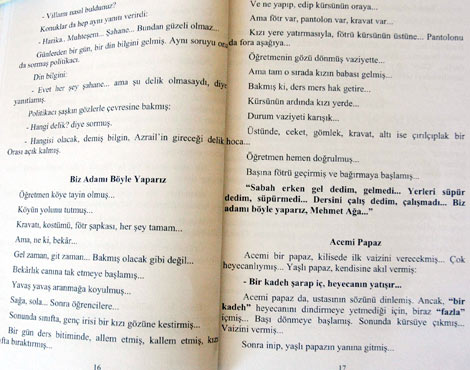 - Villamı nasıl buldunuz?
Konuklar da hep aynı yanıtı verirdi:
- Harika.. Muhteşem... Şahane... Bundan güzeli olmaz...
Günlerden bir gün, bir din bilgini gelmiş. Aynı soruyu ona
da sormuş politikacı.
Din bilgini:
- Evet her şey şahane... ama şu delik olmasaydı, diye
yanıtlamış.
Politikacı şaşkın gözlerle çevresine bakmış:
- Hangi delik? diye sormuş.
- Hangisi olacak, demiş bilgin, Azrail'in gireceği delik
Orası açık kalmış.
Biz Adamı Böyle Yaparız
Öğretmen köye tayin olmuş...
Köyün yolunu tutmuş...
Kravatı, kostümü, fötr şapkası, her şey tamam...
Ama, ne ki, bekâr...
Gel zaman, git zaman... Bakmış olacak gibi değil...
Bekârlık canına tak etmeye başlamış...
Yavaş yavaş aranmağa koyulmuş...
Sağa, sola... Sonra öğrencilere...
Sonunda sınıfta, genç irisi bir kızı gözüne kestirmiş...
Bir gün ders bitiminde, allem etmiş, kallem etmiş, kızı
fta bıraktırmış...
16
Ve ne yapıp, edip kürsünün oraya...
Ama fötr var, pantolon var, kravat var...
Kızı yere yatırmasıyla, fötrü kürsünün üstüne... Pantolonu
da fora aşağıya...
Öğretmenin gözü dönmüş vaziyette...
Ama tam o sırada kızın babası gelmiş...
Bakmış ki, ders mers hak getire...
Kürsünün ardında kızı yerde...
Durum vaziyeti karışık...
Üstünde, ceket, gömlek, kravat, altı ise çırılçıplak bir
hoca...
Öğretmen hemen doğrulmuş...
Başına fötrü geçirmiş ve bağırmaya başlamış...
"Sabah erken gel dedim, gelmedi... Yerleri süpür
dedim, süpürmedi... Dersini çalış dedim, çalışmadı... Biz
adamı böyle yaparız, Mehmet Ağa..."
Acemi Papaz
Acemi bir papaz, kilisede ilk vaizini verecekmiş... Çok
heyecanlıymış... Yaşlı papaz, kendisine akıl vermiş:
- Bir kadeh şarap iç, heyecanın yatışır...
Acemi papaz da, ustasının sözünü dinlemiş. Ancak, "bir
kadeh" heyecanını dindirmeye yetmediği için, biraz "fazla"
içmiş... Başı dönmeye başlamış. Sonunda kürsüye çıkmış...
Vaizini vermiş...
Sonra inip, yaşlı papazın yanına gitmiş...
17